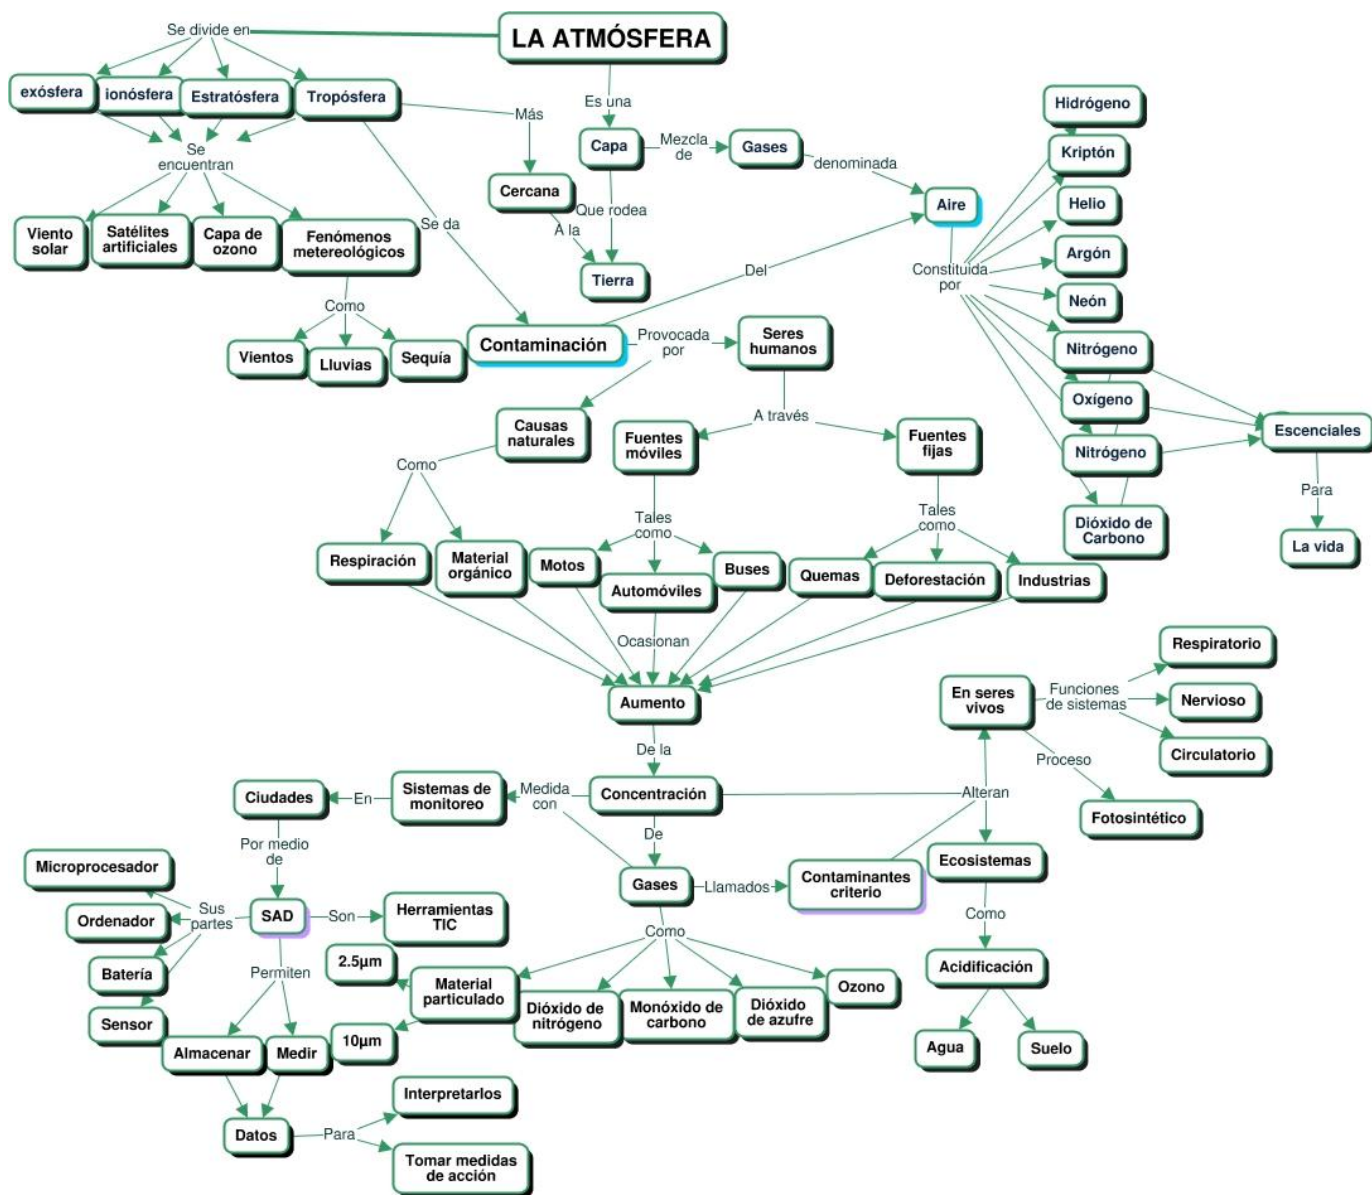 LA ATMÓSFERA
Se divide en
exósfera
ionósfera
Estratósfera
Tropósfera
Se
encuentran
Viento
solar
Satélites
artificiales
Capa de
ozono
Fenómenos
metereológicos
Como
Vientos
Lluvias
Sequía
Más
Cercana
A la
Tierra
Es una
Capa
Que rodea
Mezcla
de
Gases
denominada
Aire
Constituida
por
Hidrógeno
Kriptón
Helio
Argón
Neón
Nitrógeno
Oxígeno
Nitrógeno
Dióxido de
Carbono
Escenciales
Para
La vida
Se da
Contaminación
Del
Provocada
por
Seres
humanos
Causas
naturales
Como
Respiración
Material
orgánico
A través
Fuentes
móviles
Fuentes
fijas
Tales
como
Motos
Automóviles
Buses
Tales
como
Quemas
Deforestación
Industrias
Ocasionan
Aumento
De la
Concentración
Medida
con
Sistemas de
monitoreo
En
Ciudades
Por medio
de
SAD
Sus
partes
Microprocesador
Ordenador
Batería
Sensor
Son
Herramientas
TIC
Permiten
Almacenar
Medir
Datos
Para
Interpretarlos
Tomar medidas
de acción
De
Gases
Llamados
Contaminantes
criterio
Como
Material
particulado
2.5µm
10µm
Dióxido de
nitrógeno
Monóxido de
carbono
Dióxido
de azufre
Ozono
Alteran
En seres
vivos
Funciones
de sistemas
Respiratorio
Nervioso
Circulatorio
Proceso
Fotosintético
Ecosistemas
Como
Acidificación
Agua
Suelo